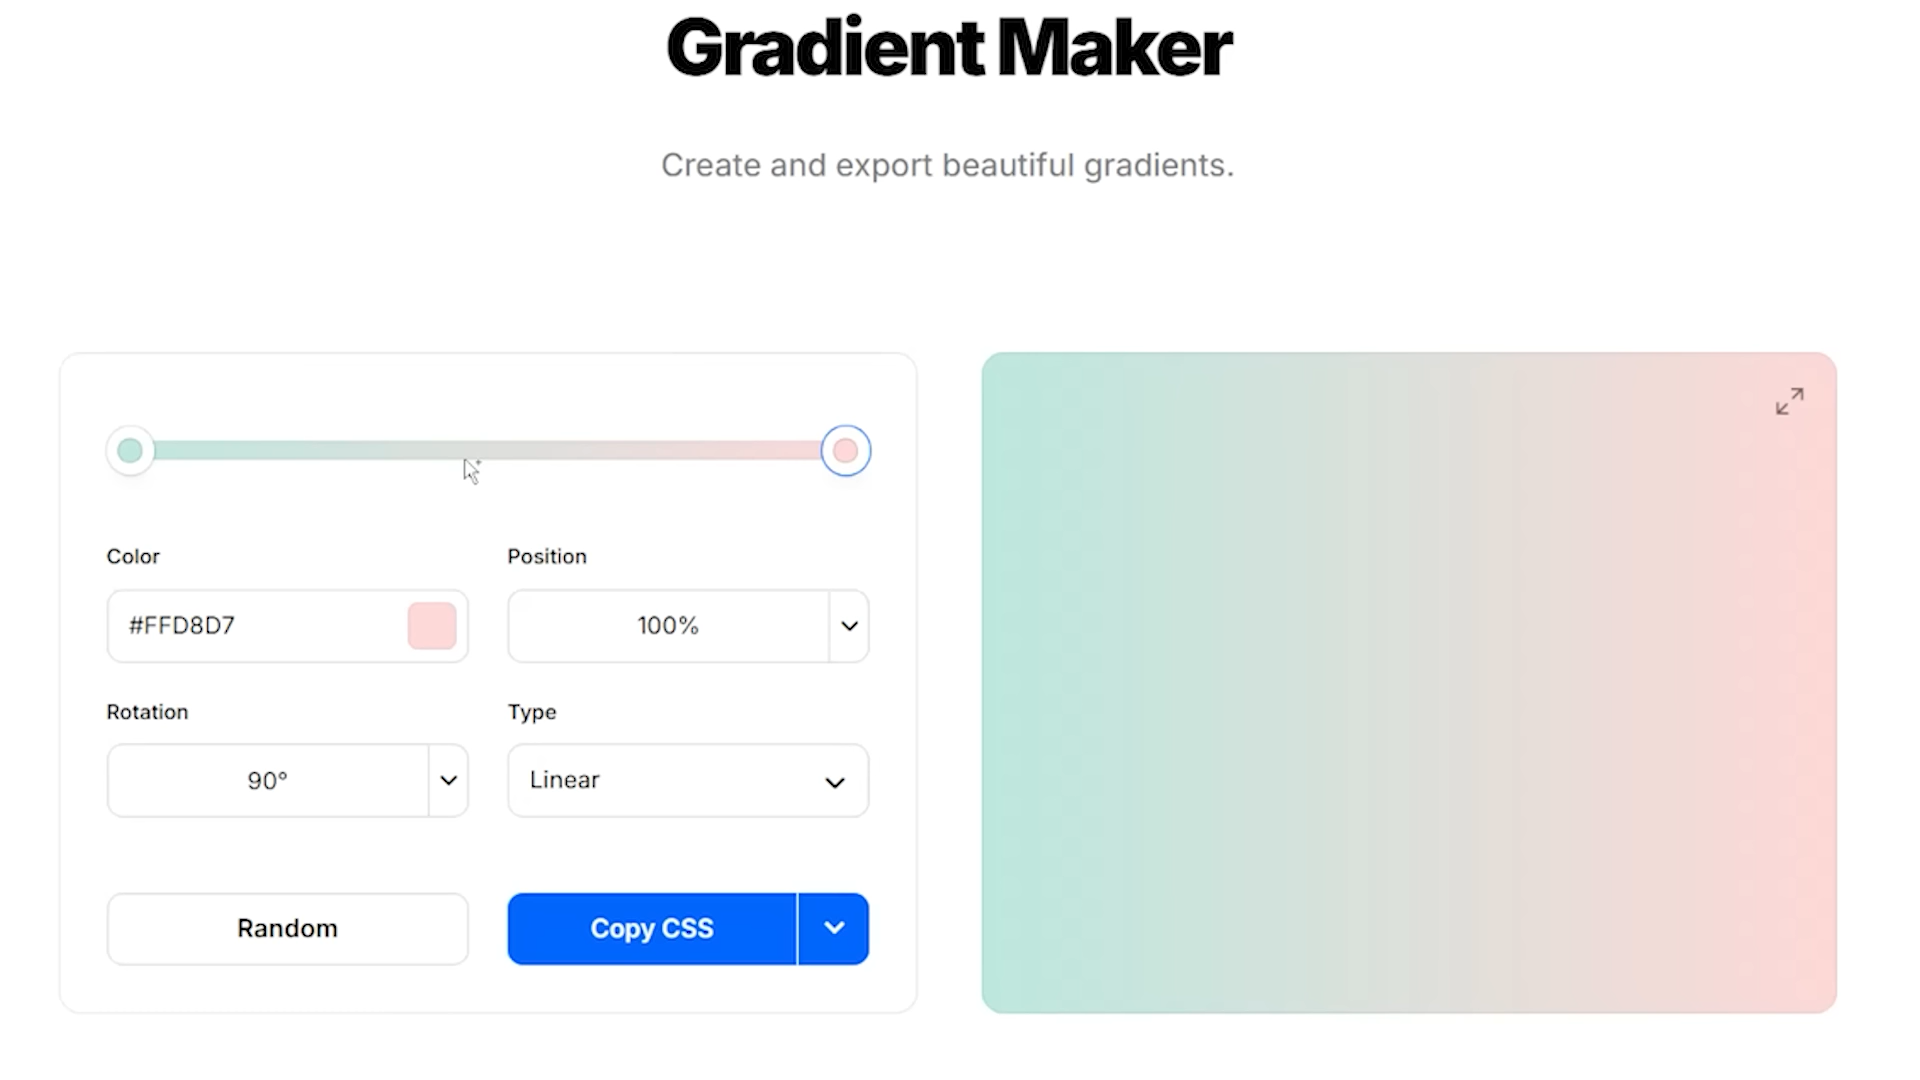 Gradient Maker
Create and export beautiful gradients.
Color
Position
#FFD8D7
100%
Rotation
Type
90°
Linear
Random
Copy CSS